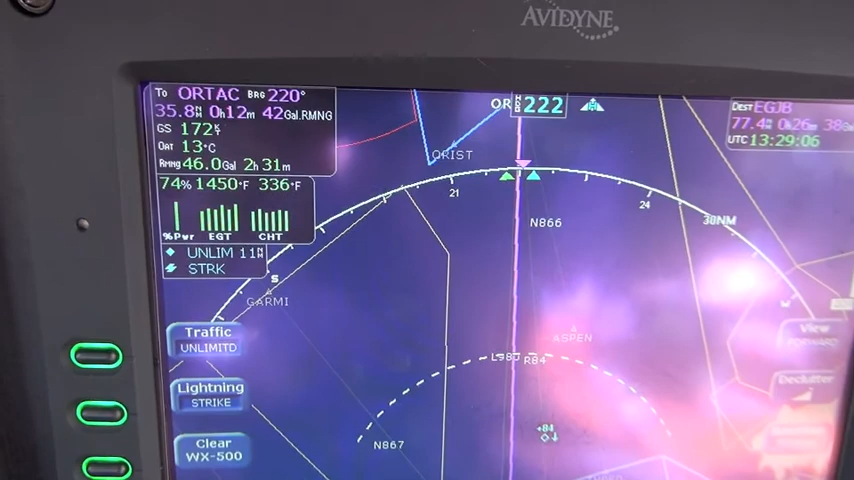 AVIDYNE
To ORTAC BRG 220°
35.8NM 0h12m 42Gal.RMNG
GS 172KT
OAT 13°C
RMNG 46.0Gal 2h31m
74% 1450°F 336°F
%Pwr EGT CHT
UNLIM 11NM
STRK
HDG 222
DEST EGJB
77.4NM 0h26m
UTC 13:29:06
ORIST
21
24
30NM
N866
S
W
GARMI
ASPEN
L982
R84
+84
N867
Traffic
UNLIMITD
Lightning
STRIKE
Clear
WX-500
View
FORWARD
Declutter